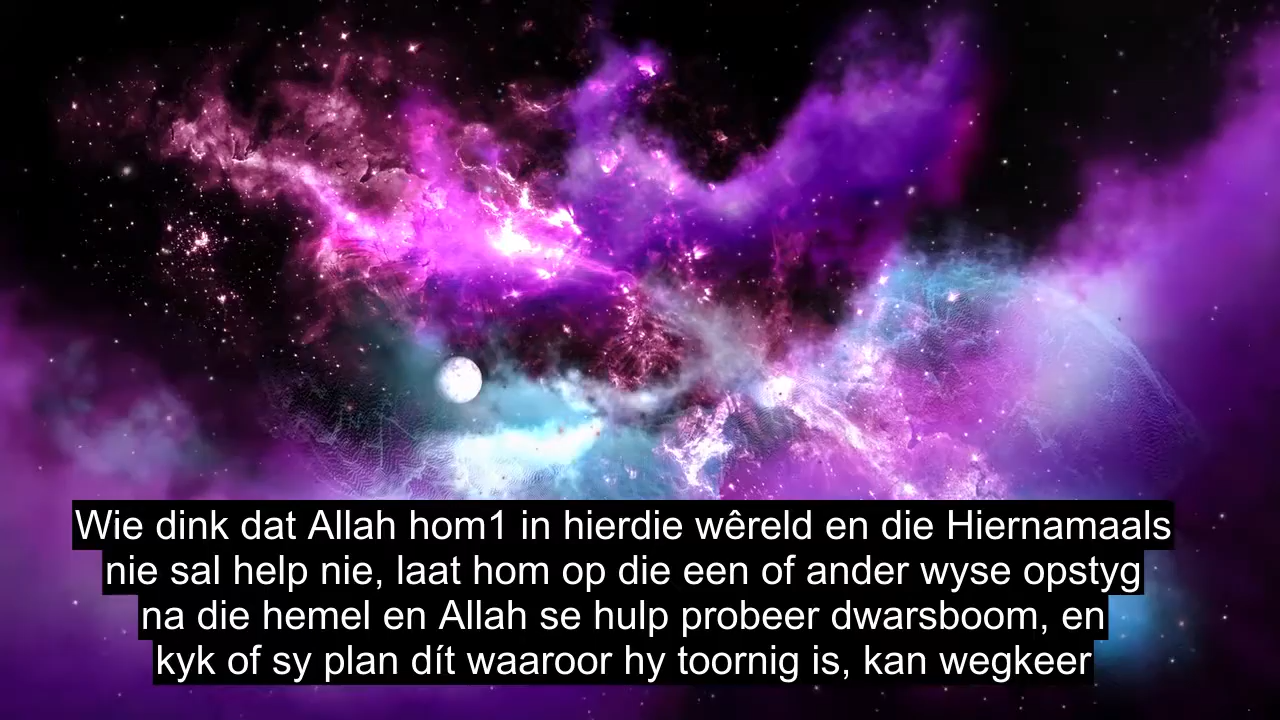 Wie dink dat Allah hom1 in hierdie wêreld en die Hiernamaals
nie sal help nie, laat hom op die een of ander wyse opstyg
na die hemel en Allah se hulp probeer dwarsboom, en
kyk of sy plan dít waaroor hy toornig is, kan wegkeer